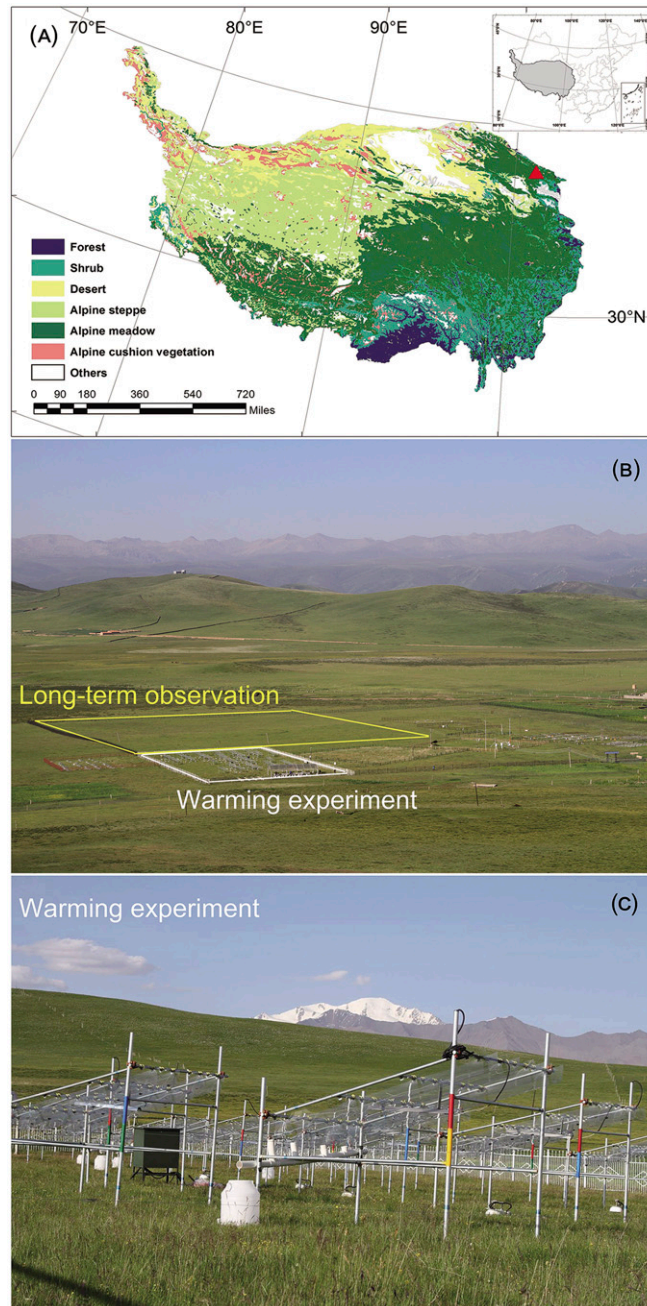 (A)
70°E
80°E
90°E
30°N
Forest
Shrub
Desert
Alpine steppe
Alpine meadow
Alpine cushion vegetation
Others
0 90 180 360 540 720
Miles
(B)
Long-term observation
Warming experiment
Warming experiment
(C)